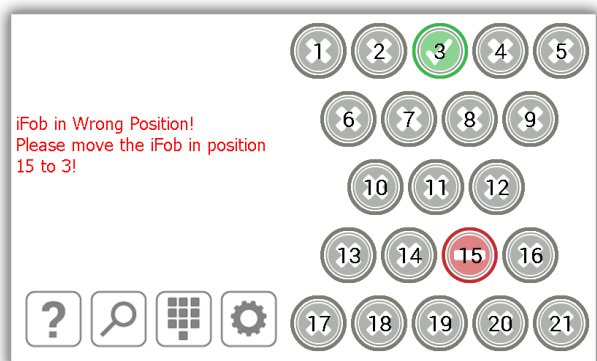 iFob in Wrong Position!
Please move the iFob in position
15 to 3!
1 2 3 4 5
6 7 8 9
10 11 12
13 14 15 16
?
17 18 19 20 21